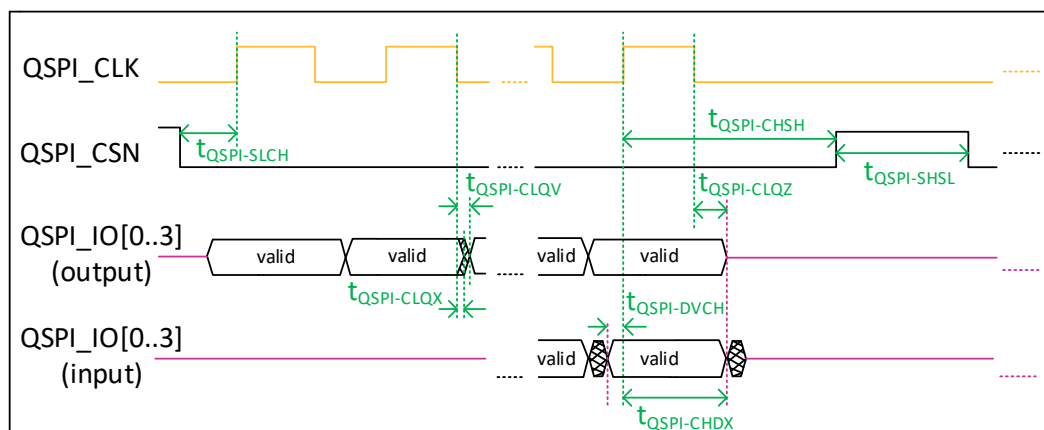 QSPI_CLK
QSPI_CSN
tQSPI-SLCH
tQSPI-CHSH
tQSPI-SHSL
tQSPI-CLQV
tQSPI-CLQZ
QSPI_IO[0..3]
(output)
valid
valid
valid
valid
tQSPI-CLQX
tQSPI-DVCH
QSPI_IO[0..3]
(input)
valid
valid
tQSPI-CHDX